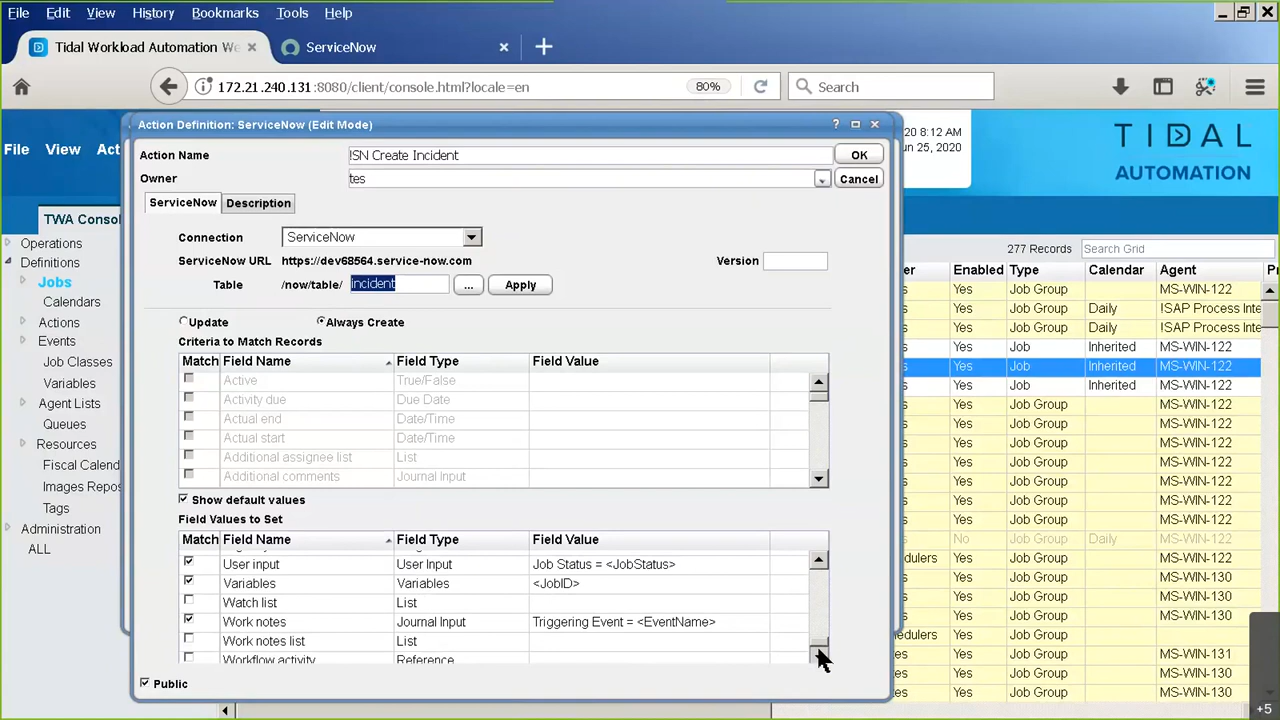 File Edit View History Bookmarks Tools Help
Tidal Workload Automation We
ServiceNow
172.21.240.131:8080/client/console.html?locale=en
80%
Search
File View Act
20 8:12 AM
un 25, 2020
TIDAL
AUTOMATION
TWA Consol
Operations
Definitions
Jobs
Calendars
Actions
Events
Job Classes
Variables
Agent Lists
Queues
Resources
Fiscal Calend
Images Repos
Tags
Administration
ALL
Action Definition: ServiceNow (Edit Mode)
?
Action Name !SN Create Incident OK
Owner tes Cancel
ServiceNow Description
Connection ServiceNow
ServiceNow URL https://dev68564.service-now.com Version
Table /now/table/ incident ... Apply
Update Always Create
Criteria to Match Records
Match Field Name Field Type Field Value
Active True/False
Activity due Due Date
Actual end Date/Time
Actual start Date/Time
Additional assignee list List
Additional comments Journal Input
Show default values
Field Values to Set
Match Field Name Field Type Field Value
User input User Input Job Status = <JobStatus>
Variables Variables <JobID>
Watch list List
Work notes Journal Input Triggering Event = <EventName>
Work notes list List
Workflow activity Reference
Public
277 Records Search Grid
er Enabled Type Calendar Agent Pr
s Yes Job Group MS-WIN-122
s Yes Job Group Daily !SAP Process Inte
s Yes Job Group Daily !SAP Process Inte
s Yes Job Inherited MS-WIN-122
s Yes Job Inherited MS-WIN-122
s Yes Job Inherited MS-WIN-122
s Yes Job Group MS-WIN-122
s Yes Job Group MS-WIN-122
s Yes Job Group MS-WIN-122
s Yes Job Group MS-WIN-122
s Yes Job Group MS-WIN-122
s Yes Job Group MS-WIN-122
s Yes Job Group MS-WIN-122
s No Job Group Daily MS-WIN-122
hedulers Yes Job Group MS-WIN-122
s Yes Job Group MS-WIN-130
s Yes Job Group MS-WIN-130
s Yes Job Group MS-WIN-130
hedulers Yes Job Group
es Yes Job Group MS-WIN-131
es Yes Job Group MS-WIN-130
es Yes Job Group MS-WIN-130
+5